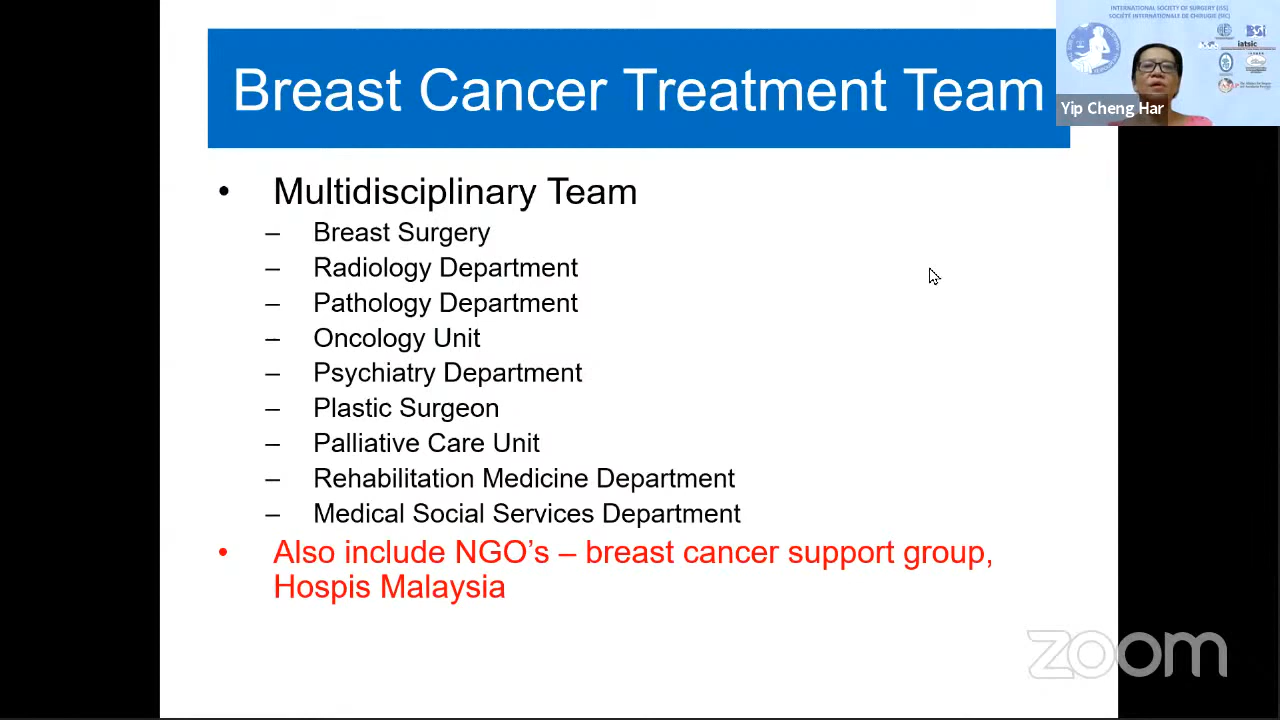 INTERNATIONAL SOCIETY OF SURGERY (ISS)
SOCIÉTÉ INTERNATIONALE DE CHIRURGIE (SIC)
BSI
iatsic
Yip Cheng Har
Breast Cancer Treatment Team
• Multidisciplinary Team
– Breast Surgery
– Radiology Department
– Pathology Department
– Oncology Unit
– Psychiatry Department
– Plastic Surgeon
– Palliative Care Unit
– Rehabilitation Medicine Department
– Medical Social Services Department
• Also include NGO’s – breast cancer support group,
Hospis Malaysia
zoom